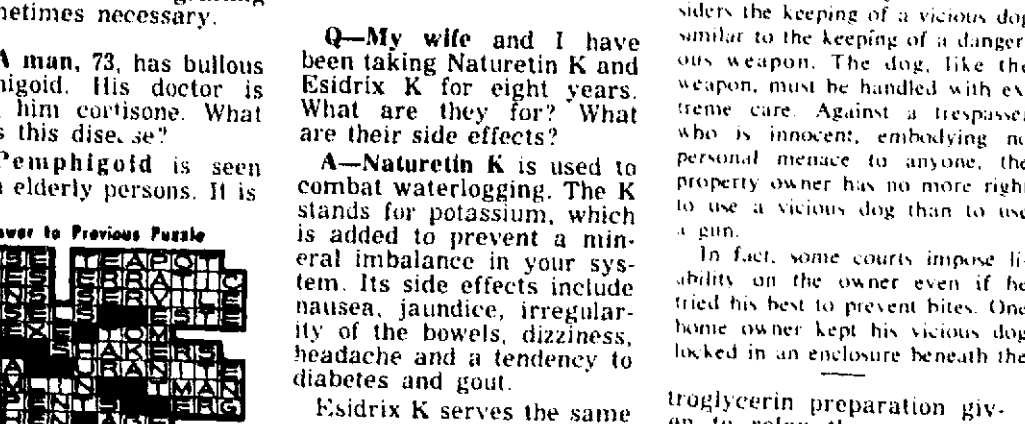 metimes necessary.
A man, 73, has bullous
higoid. His doctor is
him cortisone. What
s this disease?
Pemphigoid is seen
n elderly persons. It is
wer to Previous Puzzle
Q—My wife and I have
been taking Naturetin K and
Esidrix K for eight years.
What are they for? What
are their side effects?
A—Naturetin K is used to
combat waterlogging. The K
stands for potassium, which
is added to prevent a min-
eral imbalance in your sys-
tem. Its side effects include
nausea, jaundice, irregular-
ity of the bowels, dizziness,
headache and a tendency to
diabetes and gout.
Esidrix K serves the same
siders the keeping of a vicious dog
similar to the keeping of a danger
ous weapon. The dog, like the
weapon, must be handled with ex
treme care. Against a trespasser
who is innocent, embodying no
personal menace to anyone, the
property owner has no more right
to use a vicious dog than to use
a gun.
In fact, some courts impose li-
ability on the owner even if he
tried his best to prevent bites. One
home owner kept his vicious dog
locked in an enclosure beneath the
troglycerin preparation giv-